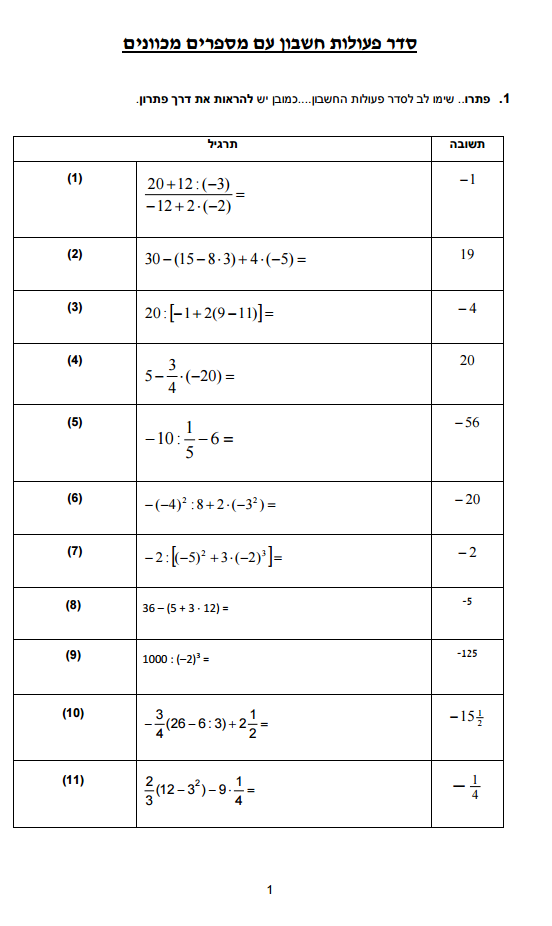 סדר פעולות חשבון עם מספרים מכוונים
1. פתרו.. שימו לב לסדר פעולות החשבון....כמובן יש להראות את דרך פתרון.
תרגיל תשובה
(1) (20+12:(−3))/(−12+2·(−2)) = −1
(2) 30−(15−8·3)+4·(−5) = 19
(3) 20:[−1+2(9−11)] = −4
(4) 5−3/4·(−20) = 20
(5) −10:1/5−6 = −56
(6) −(−4)²:8+2·(−3²) = −20
(7) −2:[(−5)²+3·(−2)³] = −2
(8) 36 – (5 + 3 · 12) = -5
(9) 1000 : (–2)³ = -125
(10) −3/4(26−6:3)+2 1/2 = −15 1/2
(11) 2/3(12−3²)−9·1/4 = −1/4
1